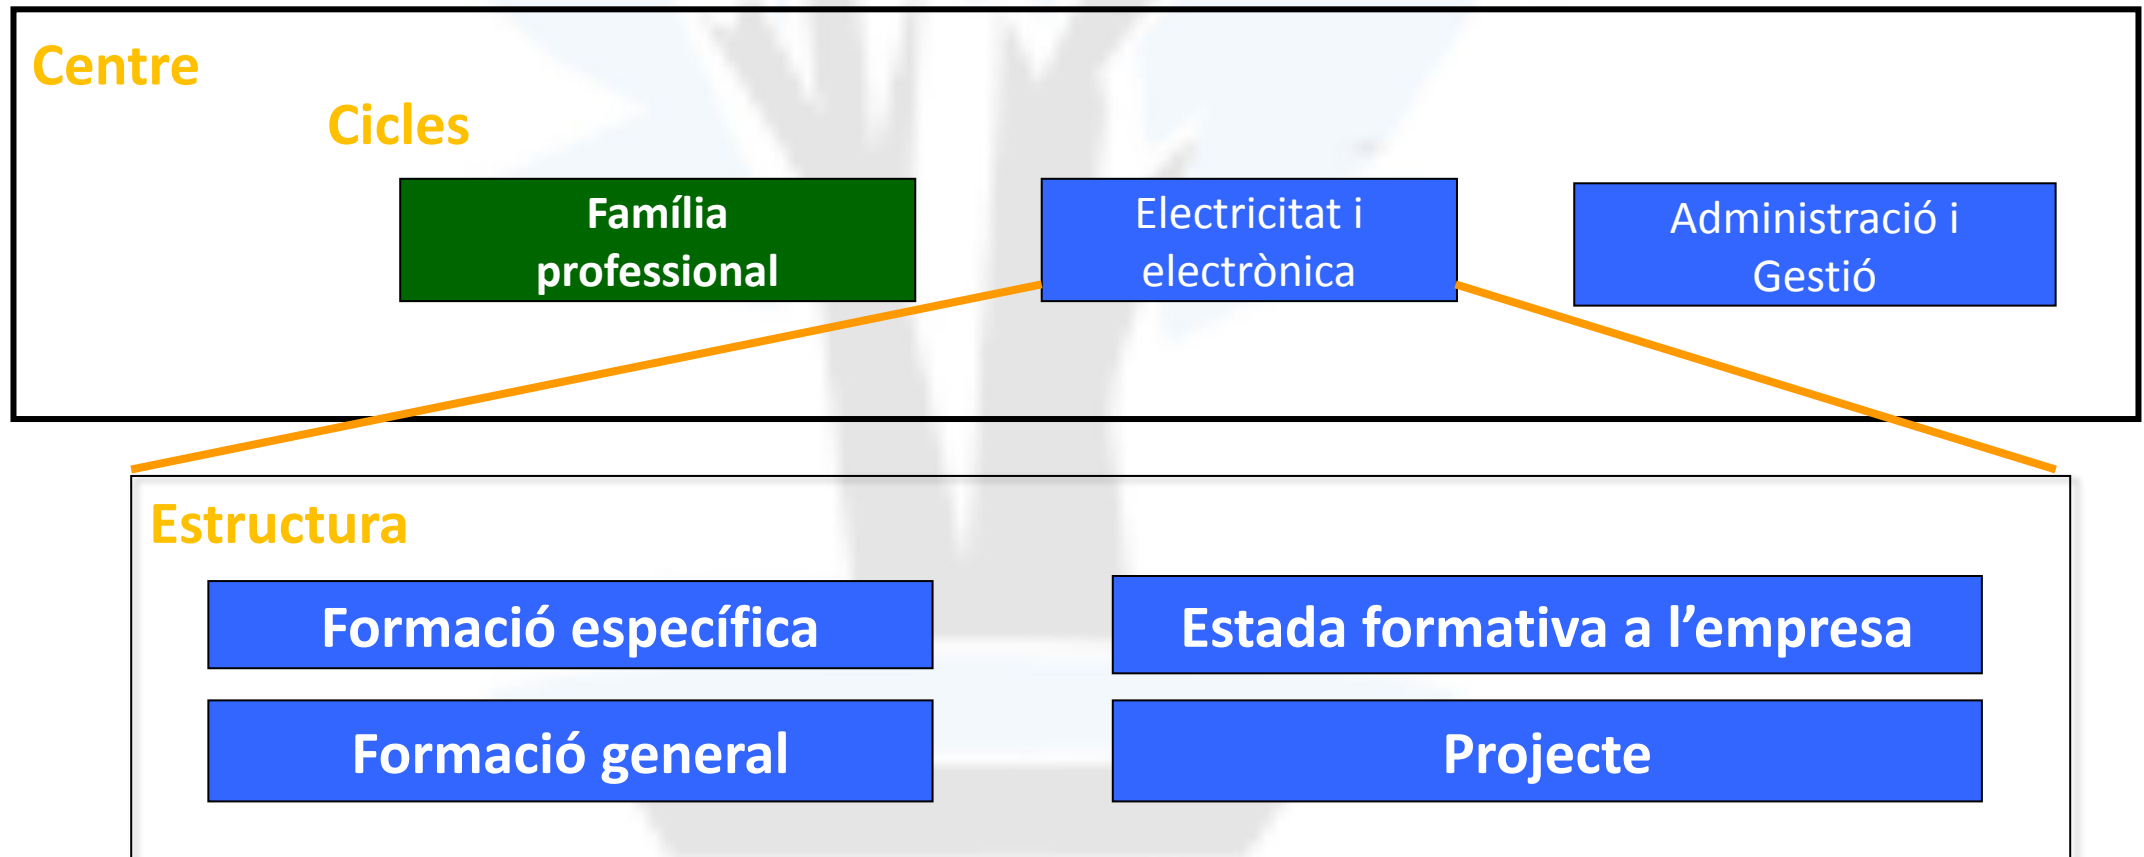 Centre
Cicles
Família
professional
Electricitat i
electrònica
Administració i
Gestió
Estructura
Formació específica
Estada formativa a l’empresa
Formació general
Projecte